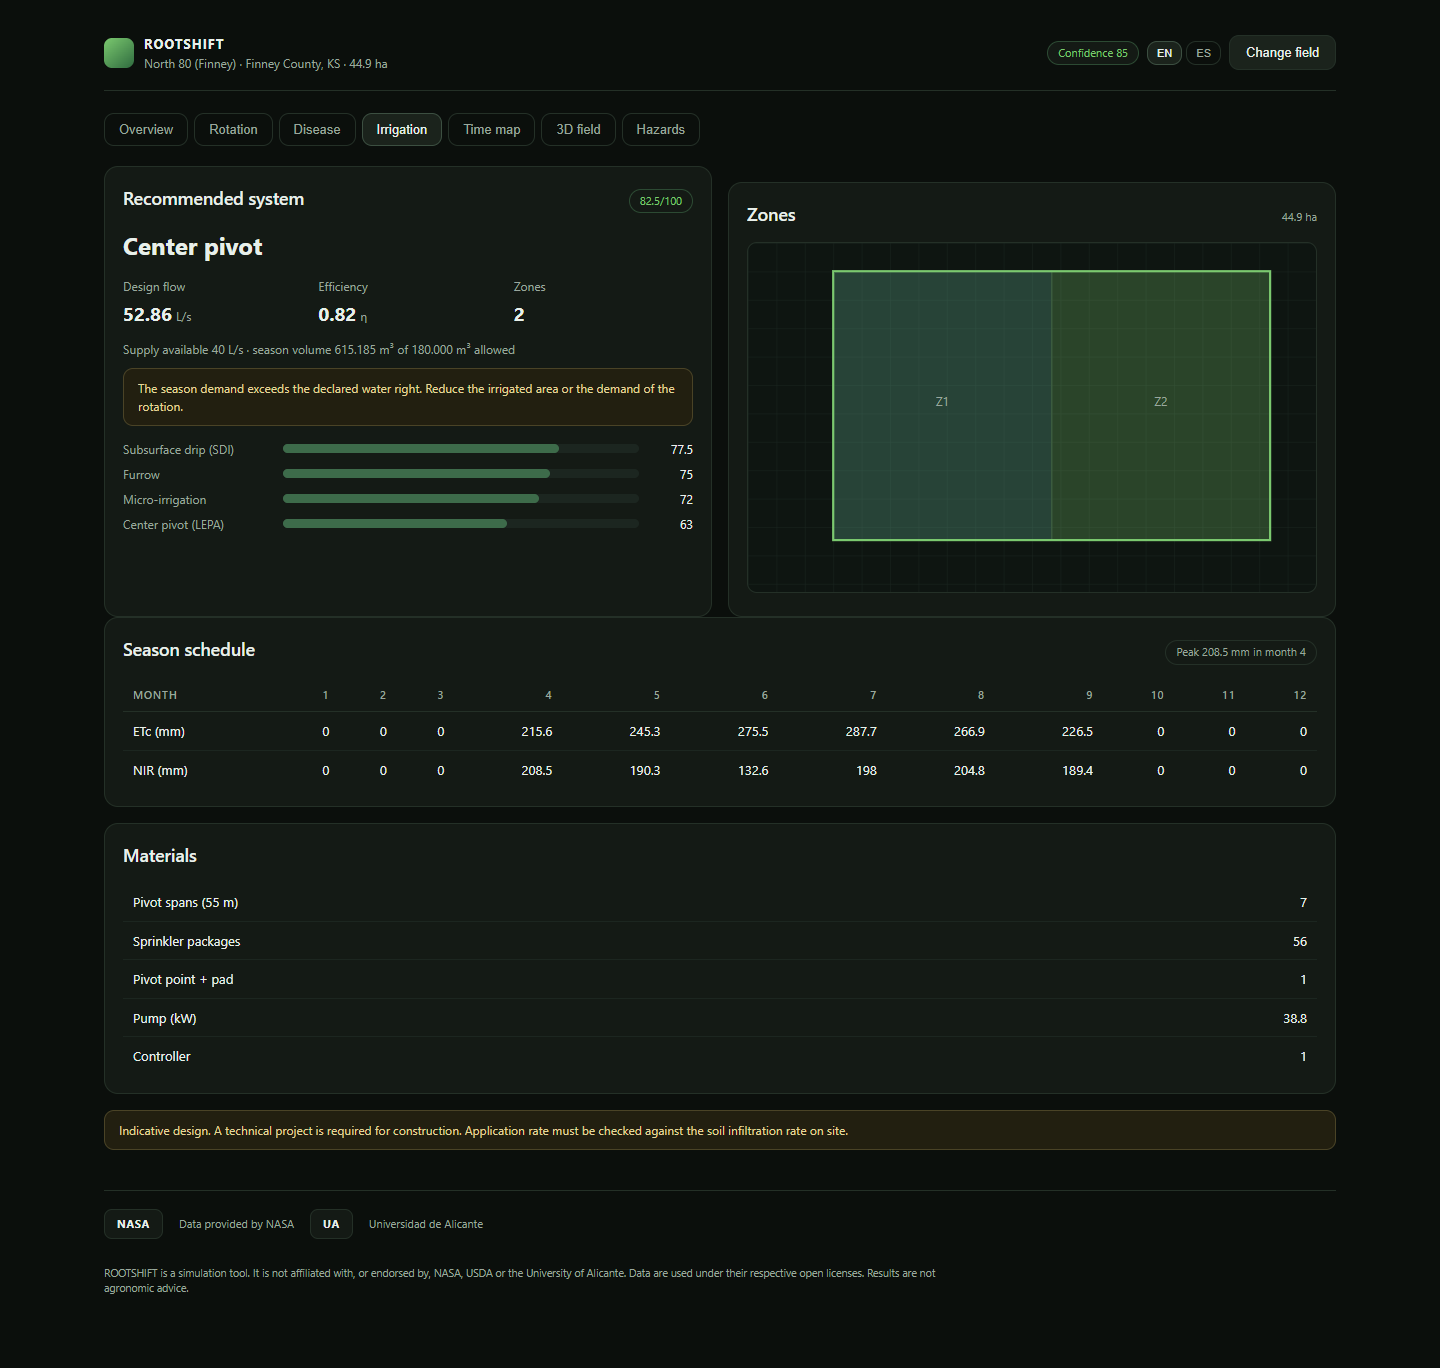 ROOTSHIFT
North 80 (Finney) · Finney County, KS · 44.9 ha
Confidence 85
EN
ES
Change field
Overview
Rotation
Disease
Irrigation
Time map
3D field
Hazards
Recommended system
82.5/100
Center pivot
Design flow
Efficiency
Zones
52.86 L/s
0.82 η
2
Supply available 40 L/s · season volume 615.185 m³ of 180.000 m³ allowed
The season demand exceeds the declared water right. Reduce the irrigated area or the demand of the
rotation.
Subsurface drip (SDI) 77.5
Furrow 75
Micro-irrigation 72
Center pivot (LEPA) 63
Zones
44.9 ha
Z1
Z2
Season schedule
Peak 208.5 mm in month 4
MONTH 1 2 3 4 5 6 7 8 9 10 11 12
ETc (mm) 0 0 0 215.6 245.3 275.5 287.7 266.9 226.5 0 0 0
NIR (mm) 0 0 0 208.5 190.3 132.6 198 204.8 189.4 0 0 0
Materials
Pivot spans (55 m) 7
Sprinkler packages 56
Pivot point + pad 1
Pump (kW) 38.8
Controller 1
Indicative design. A technical project is required for construction. Application rate must be checked against the soil infiltration rate on site.
NASA
Data provided by NASA
UA
Universidad de Alicante
ROOTSHIFT is a simulation tool. It is not affiliated with, or endorsed by, NASA, USDA or the University of Alicante. Data are used under their respective open licenses. Results are not
agronomic advice.